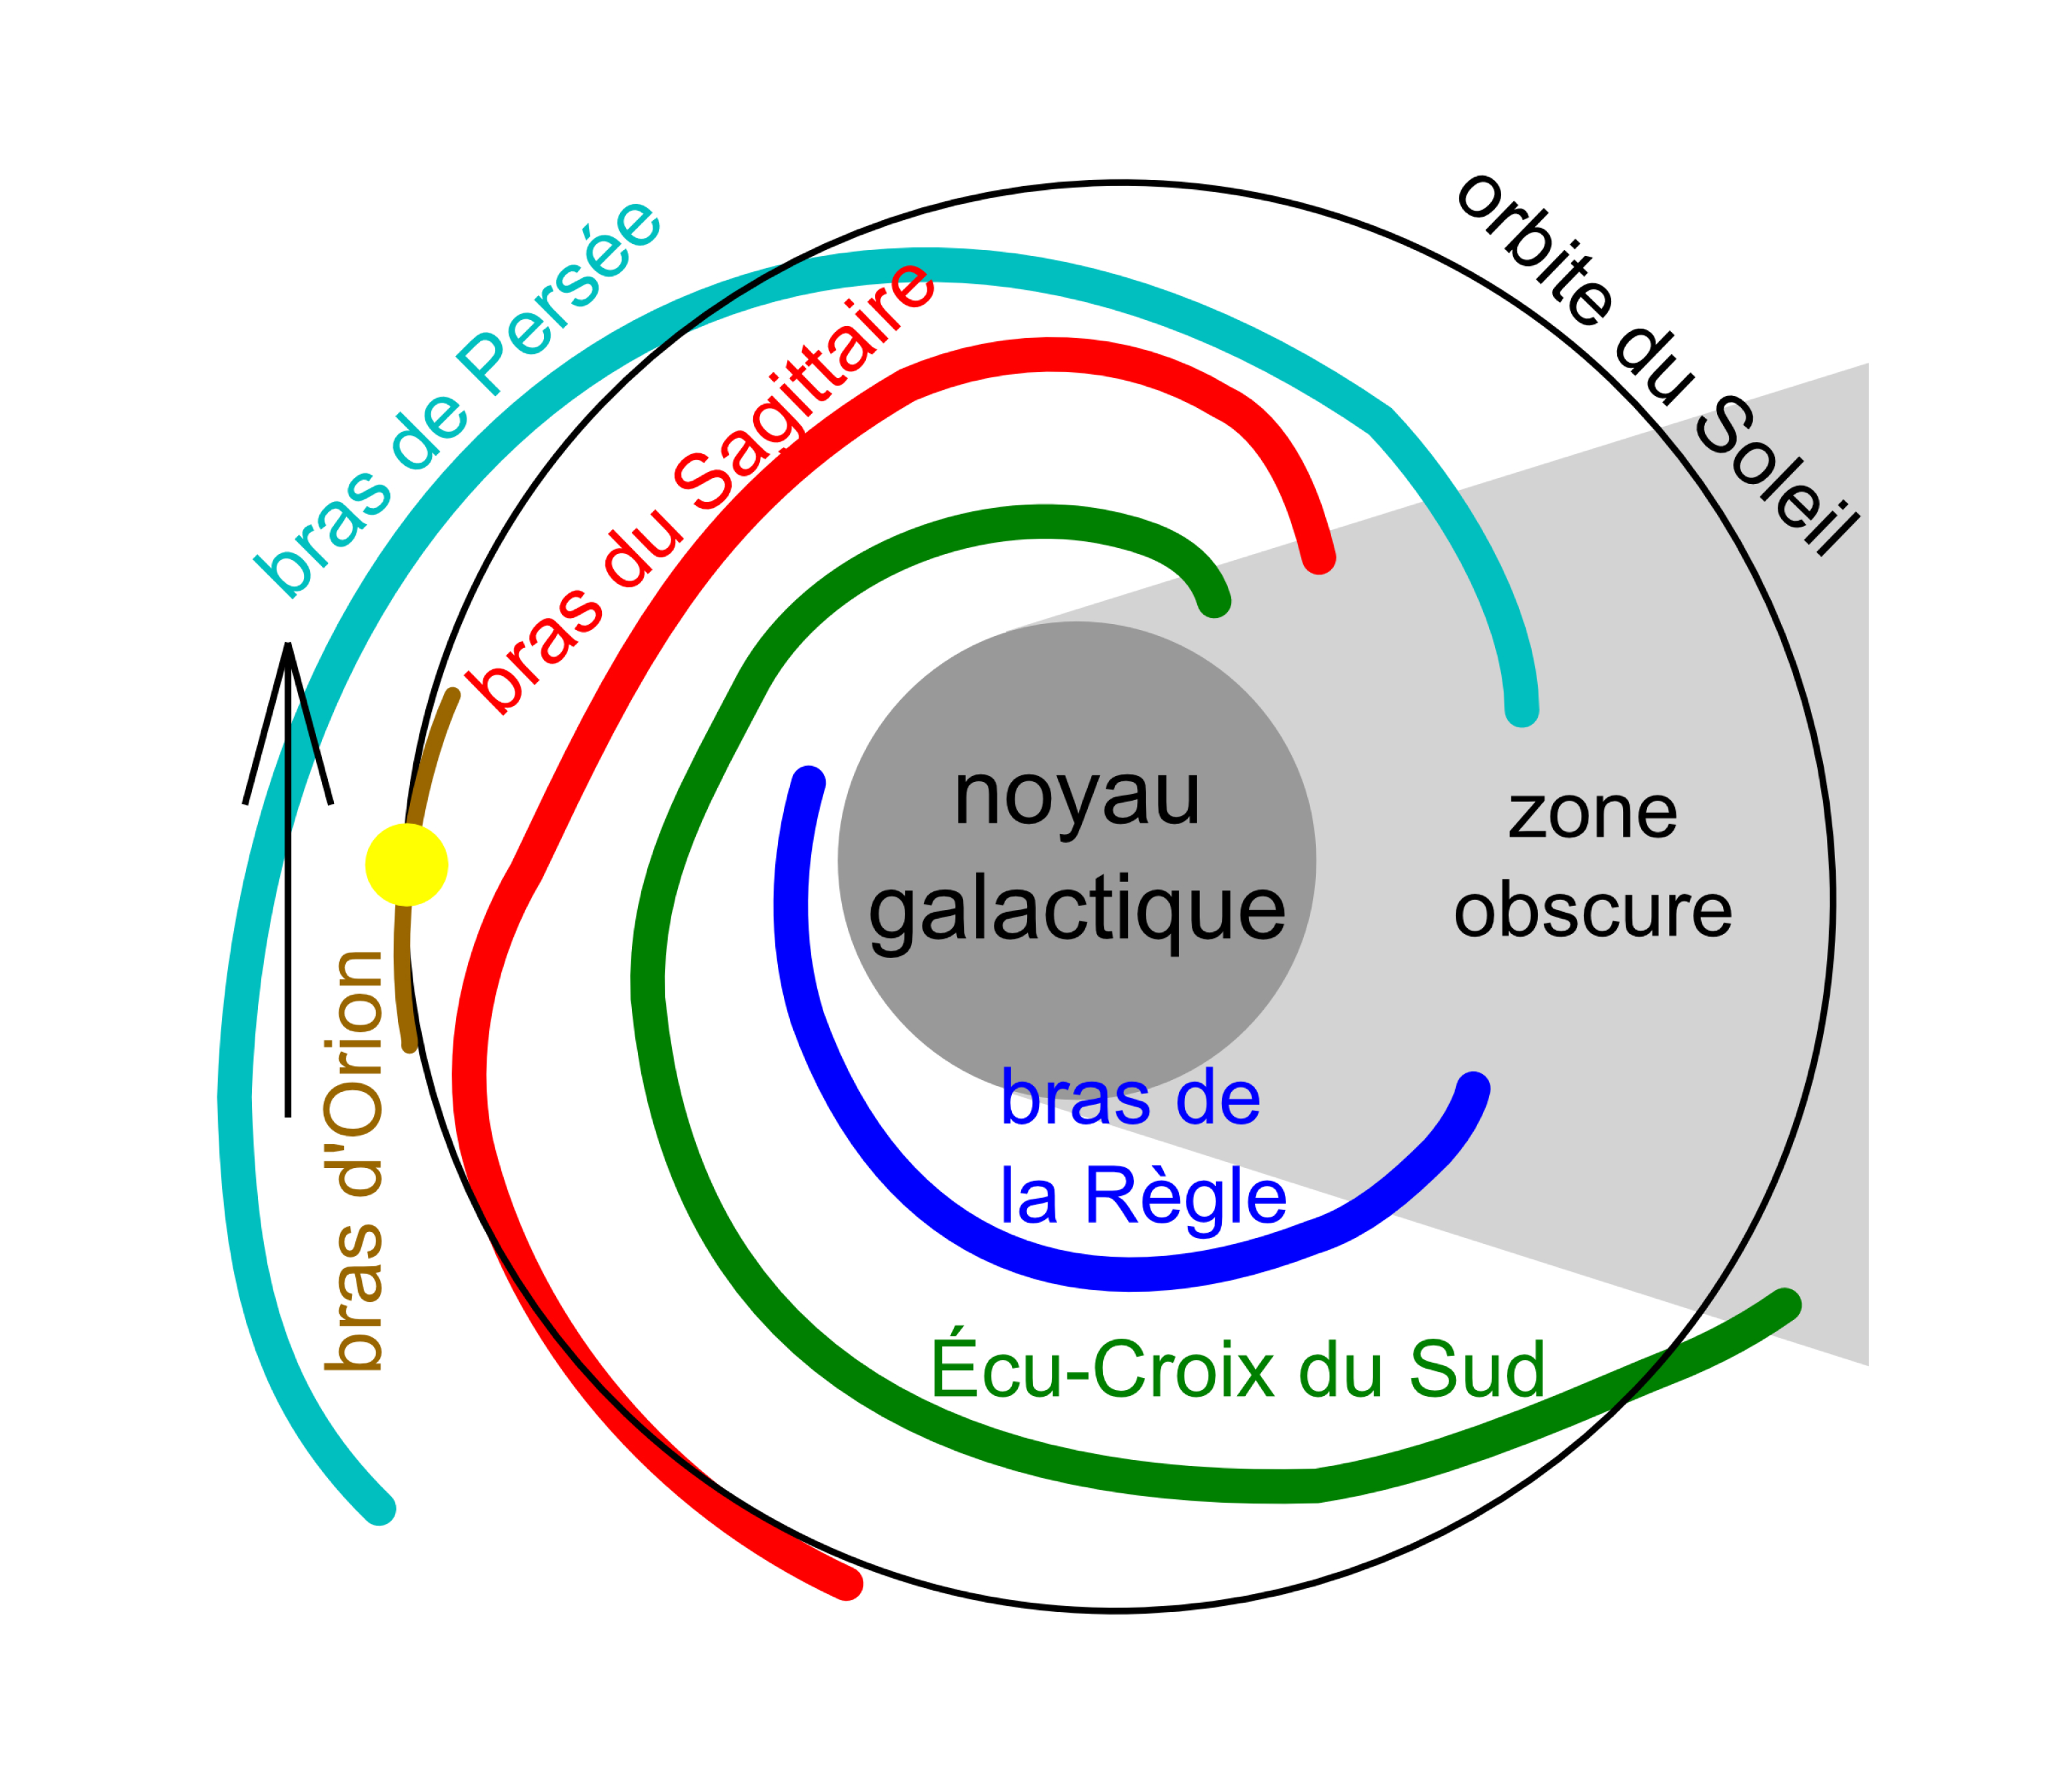 bras de Persée
bras du Sagittaire
orbite du Soleil
noyau
galactique
zone
obscure
bras d'Orion
bras de
la Règle
Écu-Croix du Sud